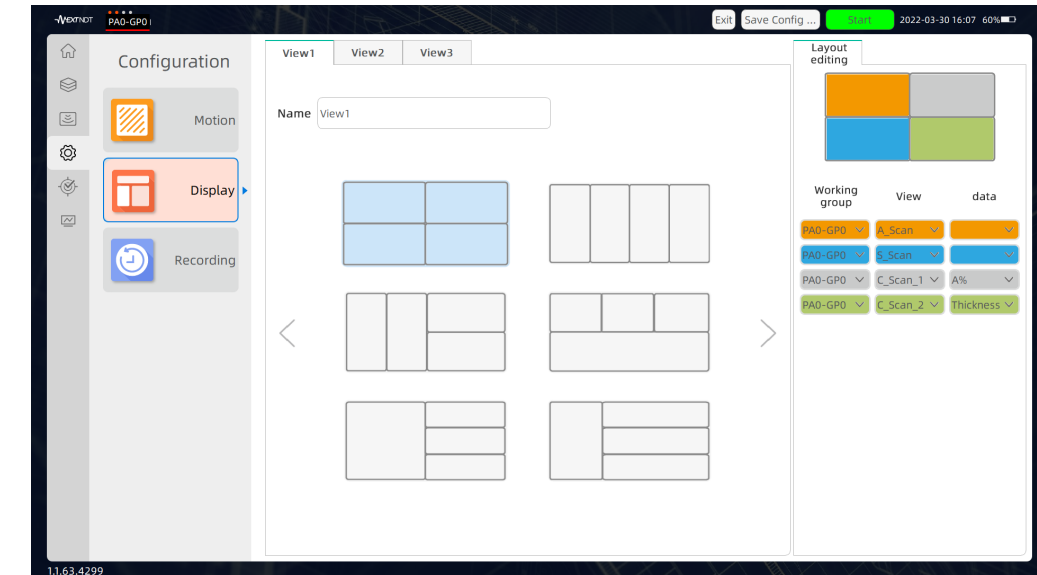 NEXTNDT
PA0-GP0
Exit
Save Config ...
Start
2022-03-30 16:07 60%
Configuration
Motion
Display
Recording
View1
View2
View3
Name View1
Layout
editing
Working
group
View
data
PA0-GP0 A_Scan
PA0-GP0 S_Scan
PA0-GP0 C_Scan_1 A%
PA0-GP0 C_Scan_2 Thickness
1.1.63.4299